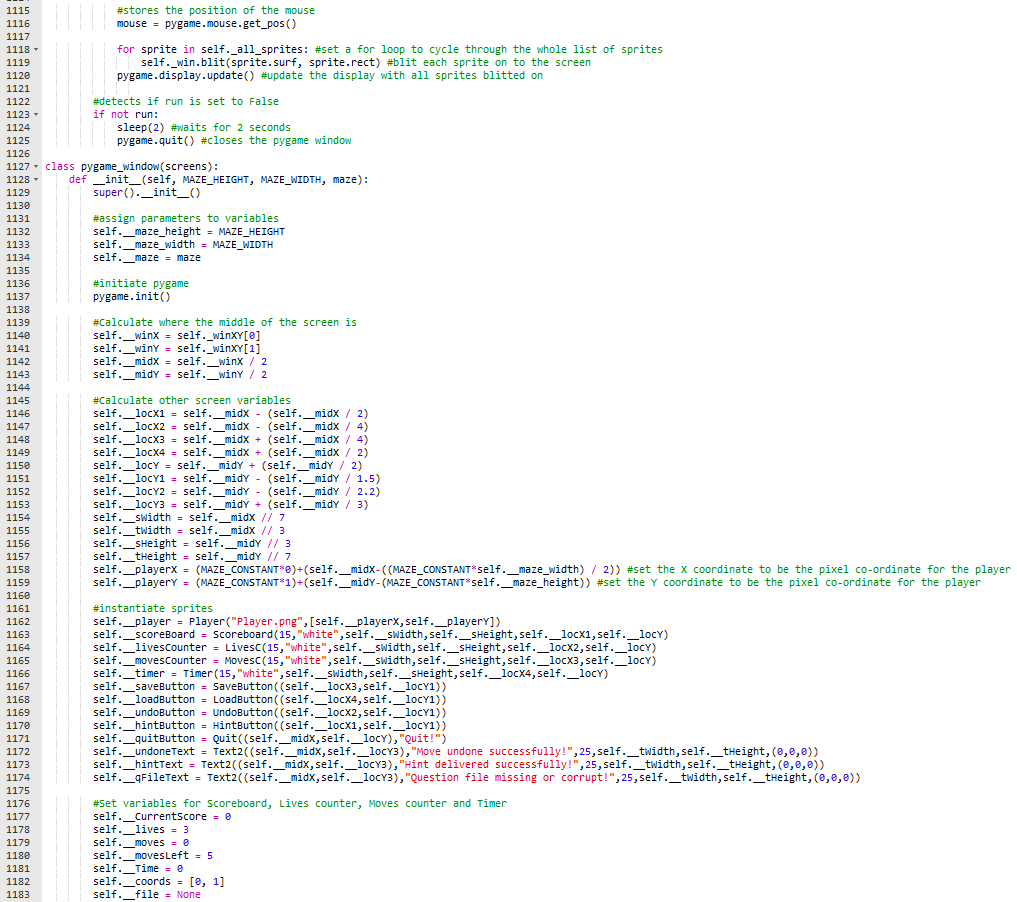 1115 #stores the position of the mouse
1116 mouse = pygame.mouse.get_pos()
1117
1118 for sprite in self._all_sprites: #set a for loop to cycle through the whole list of sprites
1119 self._win.blit(sprite.surf, sprite.rect) #blit each sprite on to the screen
1120 pygame.display.update() #update the display with all sprites blitted on
1121
1122 #detects if run is set to False
1123 if not run:
1124 sleep(2) #waits for 2 seconds
1125 pygame.quit() #closes the pygame window
1126
1127 class pygame_window(screens):
1128 def __init__(self, MAZE_HEIGHT, MAZE_WIDTH, maze):
1129 super().__init__()
1130
1131 #assign parameters to variables
1132 self.__maze_height = MAZE_HEIGHT
1133 self.__maze_width = MAZE_WIDTH
1134 self.__maze = maze
1135
1136 #initiate pygame
1137 pygame.init()
1138
1139 #Calculate where the middle of the screen is
1140 self.__winX = self._winXY[0]
1141 self.__winY = self._winXY[1]
1142 self.__midX = self.__winX / 2
1143 self.__midY = self.__winY / 2
1144
1145 #Calculate other screen variables
1146 self.__locX1 = self.__midX - (self.__midX / 2)
1147 self.__locX2 = self.__midX - (self.__midX / 4)
1148 self.__locX3 = self.__midX + (self.__midX / 4)
1149 self.__locX4 = self.__midX + (self.__midX / 2)
1150 self.__locY = self.__midY + (self.__midY / 2)
1151 self.__locY1 = self.__midY - (self.__midY / 1.5)
1152 self.__locY2 = self.__midY - (self.__midY / 2.2)
1153 self.__locY3 = self.__midY + (self.__midY / 3)
1154 self.__sWidth = self.__midX // 7
1155 self.__tWidth = self.__midX // 3
1156 self.__sHeight = self.__midY // 3
1157 self.__tHeight = self.__midY // 7
1158 self.__playerX = (MAZE_CONSTANT*0)+(self.__midX-((MAZE_CONSTANT*self.__maze_width) / 2)) #set the X coordinate to be the pixel co-ordinate for the player
1159 self.__playerY = (MAZE_CONSTANT*1)+(self.__midY-(MAZE_CONSTANT*self.__maze_height)) #set the Y coordinate to be the pixel co-ordinate for the player
1160
1161 #instantiate sprites
1162 self.__player = Player("Player.png",[self.__playerX,self.__playerY])
1163 self.__scoreBoard = Scoreboard(15,"white",self.__sWidth,self.__sHeight,self.__locX1,self.__locY)
1164 self.__livesCounter = LivesC(15,"white",self.__sWidth,self.__sHeight,self.__locX2,self.__locY)
1165 self.__movesCounter = MovesC(15,"white",self.__sWidth,self.__sHeight,self.__locX3,self.__locY)
1166 self.__timer = Timer(15,"white",self.__sWidth,self.__sHeight,self.__locX4,self.__locY)
1167 self.__saveButton = SaveButton((self.__locX3,self.__locY1))
1168 self.__loadButton = LoadButton((self.__locX4,self.__locY1))
1169 self.__undoButton = UndoButton((self.__locX2,self.__locY1))
1170 self.__hintButton = HintButton((self.__locX1,self.__locY1))
1171 self.__quitButton = Quit((self.__midX,self.__locY),"Quit!")
1172 self.__undoneText = Text2((self.__midX,self.__locY3),"Move undone successfully!",25,self.__tWidth,self.__tHeight,(0,0,0))
1173 self.__hintText = Text2((self.__midX,self.__locY3),"Hint delivered successfully!",25,self.__tWidth,self.__tHeight,(0,0,0))
1174 self.__qFileText = Text2((self.__midX,self.__locY3),"Question file missing or corrupt!",25,self.__tWidth,self.__tHeight,(0,0,0))
1175
1176 #Set variables for Scoreboard, Lives counter, Moves counter and Timer
1177 self.__CurrentScore = 0
1178 self.__lives = 3
1179 self.__moves = 0
1180 self.__movesLeft = 5
1181 self.__Time = 0
1182 self.__coords = [0, 1]
1183 self.__file = None